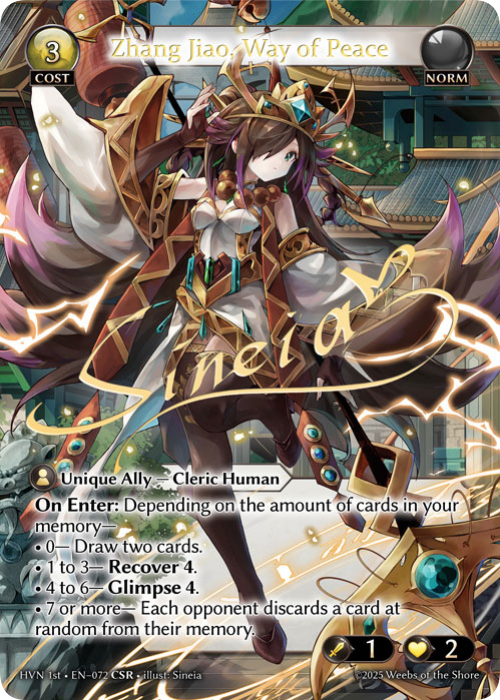 3
COST
Zhang Jiao, Way of Peace
NORM
Sineia
Unique Ally — Cleric Human
On Enter: Depending on the amount of cards in your
memory—
• 0— Draw two cards.
• 1 to 3— Recover 4.
• 4 to 6— Glimpse 4.
• 7 or more— Each opponent discards a card at
random from their memory.
1
2
HVN 1st • EN-072 CSR • illust: Sineia
©2025 Weebs of the Shore